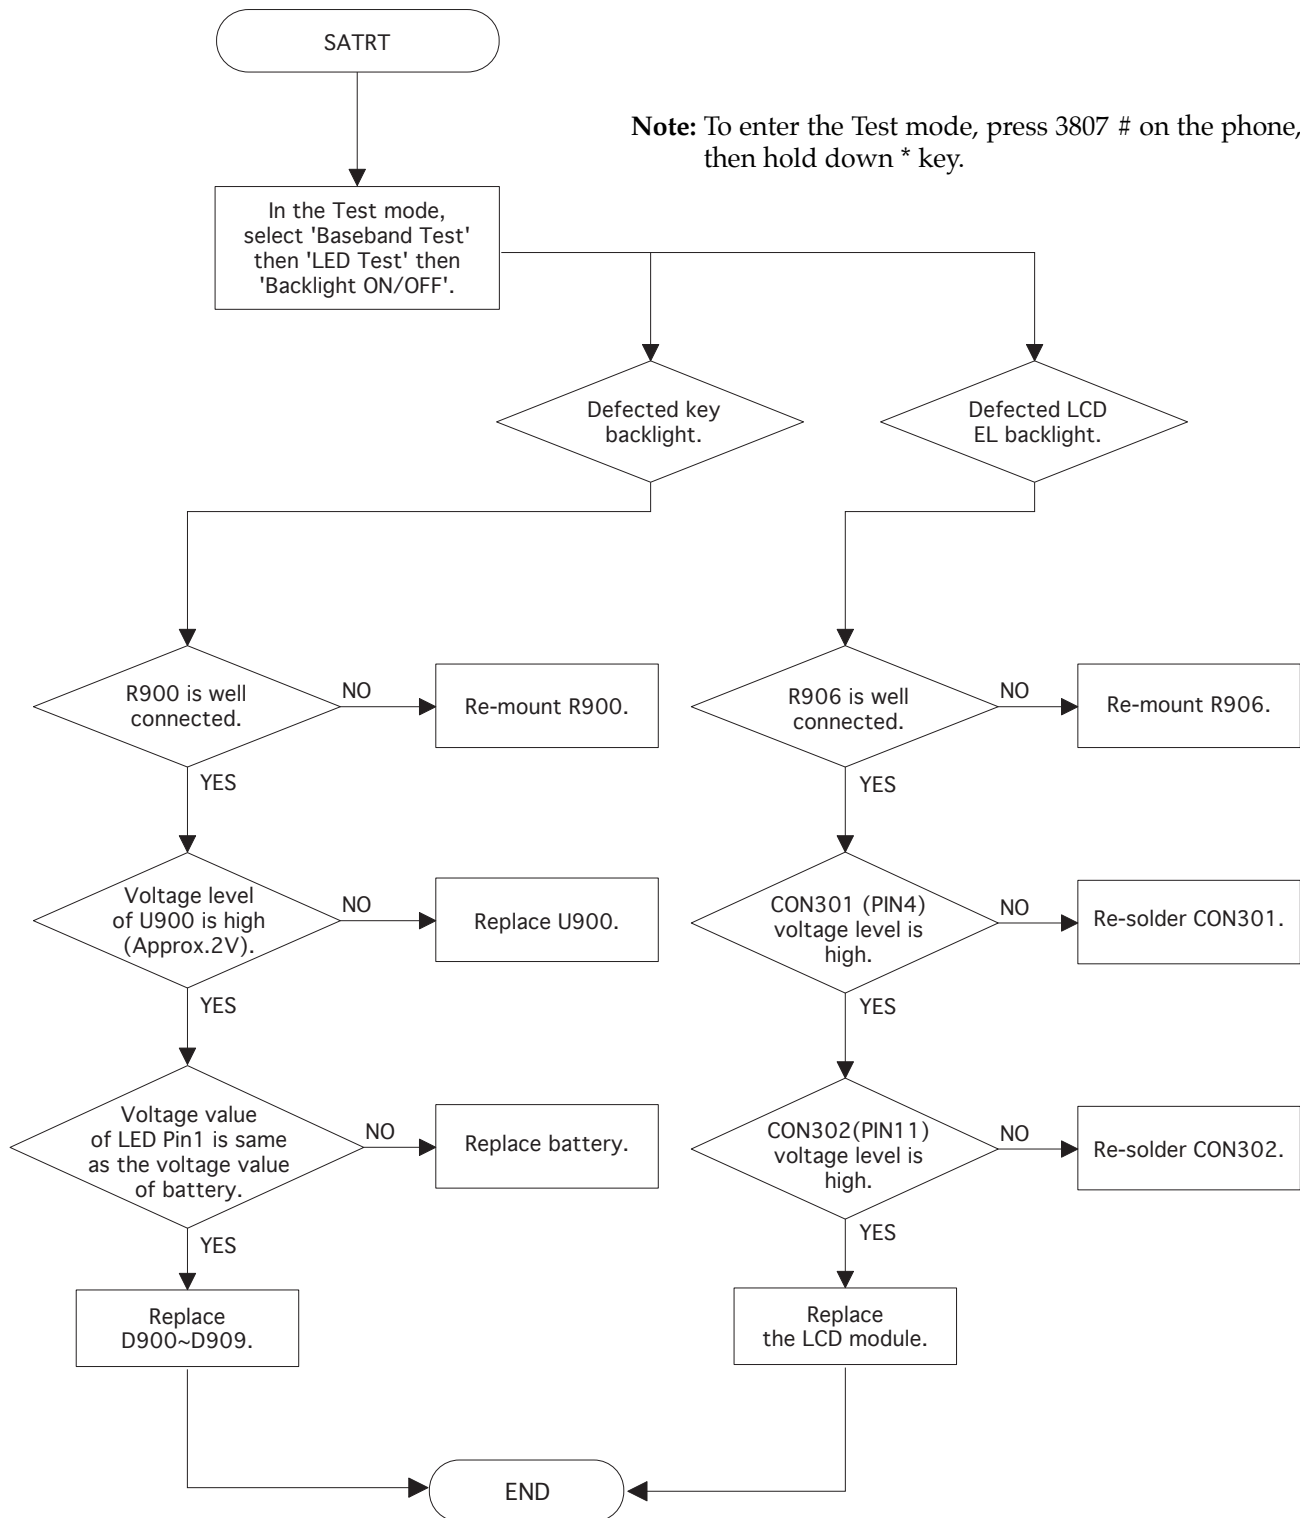 SATRT
Note: To enter the Test mode, press 3807 # on the phone,
then hold down * key.
In the Test mode,
select 'Baseband Test'
then 'LED Test' then
'Backlight ON/OFF'.
Defected key
backlight.
Defected LCD
EL backlight.
R900 is well
connected.
NO
Re-mount R900.
YES
R906 is well
connected.
NO
Re-mount R906.
YES
Voltage level
of U900 is high
(Approx.2V).
NO
Replace U900.
YES
CON301 (PIN4)
voltage level is
high.
NO
Re-solder CON301.
YES
Voltage value
of LED Pin1 is same
as the voltage value
of battery.
NO
Replace battery.
YES
CON302(PIN11)
voltage level is
high.
NO
Re-solder CON302.
YES
Replace
D900~D909.
Replace
the LCD module.
END